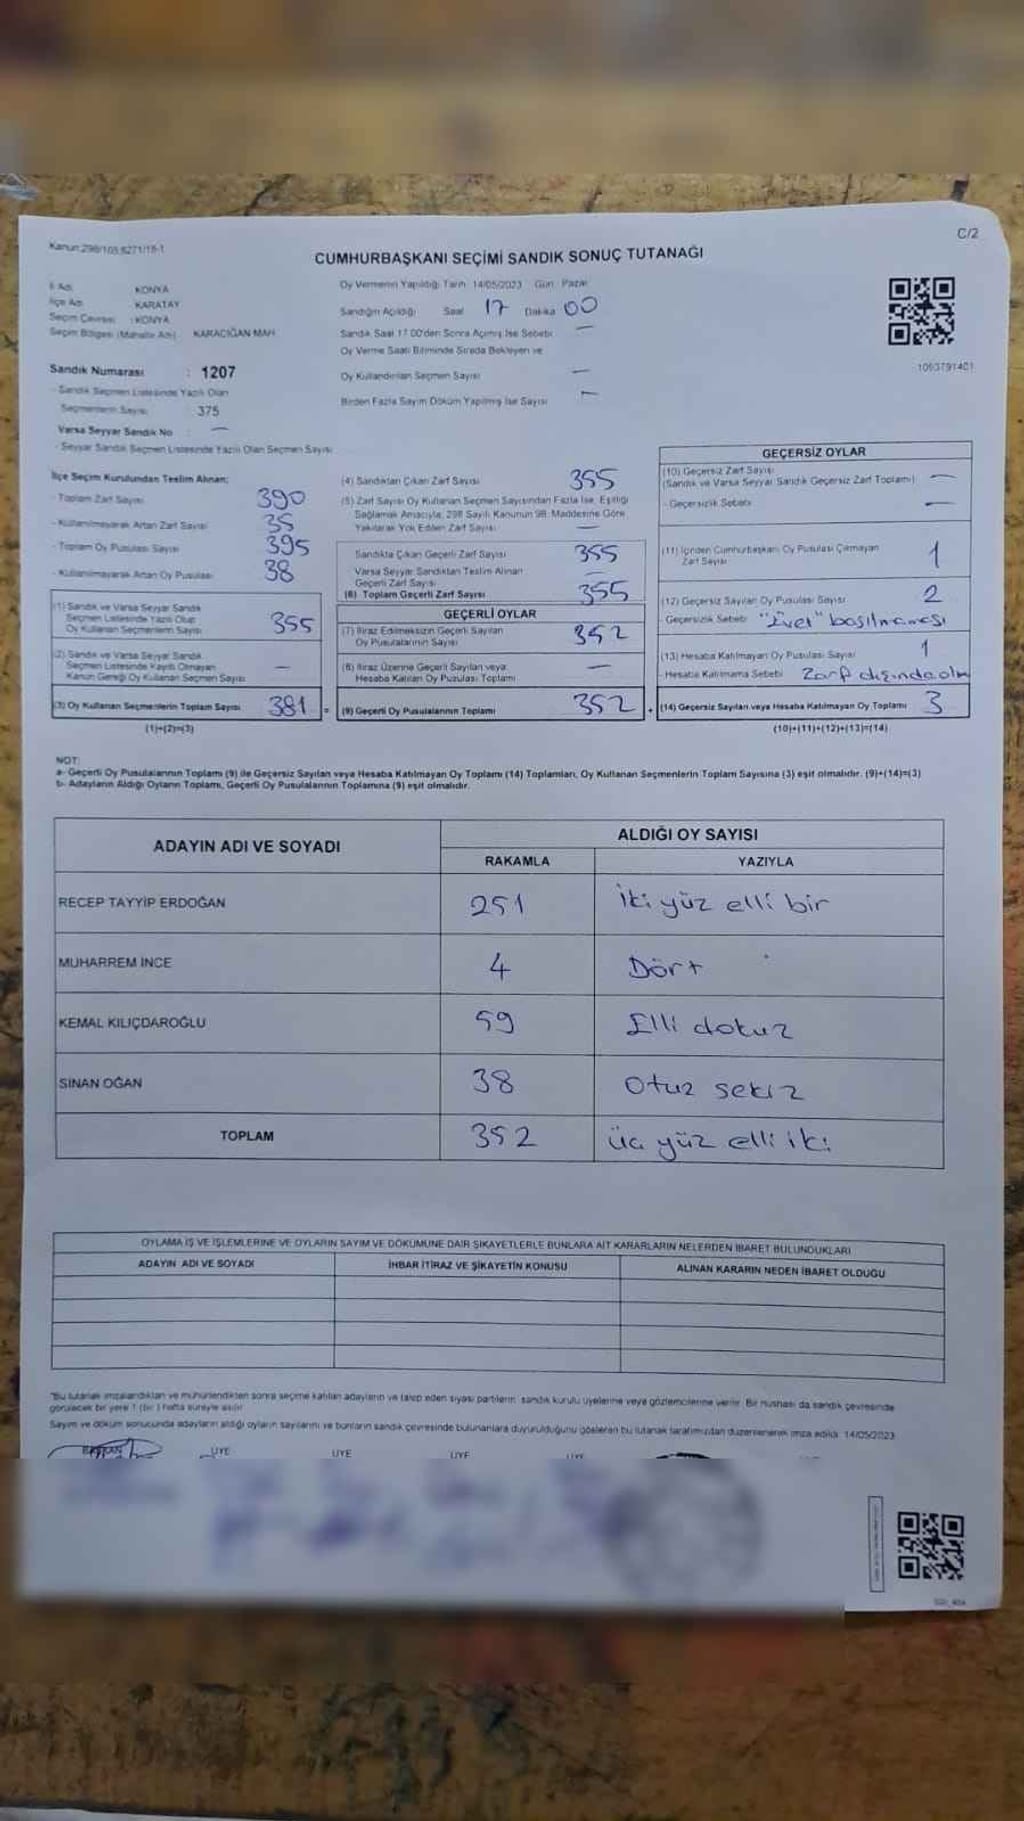 Kanun:298/105,6271/18-1
C/2
CUMHURBAŞKANI SEÇİMİ SANDIK SONUÇ TUTANAĞI
İl Adı KONYA
İlçe Adı KARATAY
Seçim Çevresi : KONYA
Seçim Bölgesi (Mahalle Adı) KARACİĞAN MAH
Sandık Numarası : 1207
- Sandık Seçmen Listesinde Yazılı Olan
Seçmenlerin Sayısı 375
Varsa Seyyar Sandık No : —
- Seyyar Sandık Seçmen Listesinde Yazılı Olan Seçmen Sayısı
Oy Vermenin Yapıldığı Tarih 14/05/2023 Gün Pazar
Sandığın Açıldığı Saat 17 Dakika 00
Sandık Saat 17.00'den Sonra Açılmış İse Sebebi —
Oy Verme Saati Bitiminde Sırada Bekleyen ve
Oy Kullandırılan Seçmen Sayısı —
Birden Fazla Sayım Döküm Yapılmış İse Sayısı —
1093791401
İlçe Seçim Kurulundan Teslim Alınan;
- Toplam Zarf Sayısı 390
- Kullanılmayarak Artan Zarf Sayısı 35
- Toplam Oy Pusulası Sayısı 395
- Kullanılmayarak Artan Oy Pusulası 38
(1) Sandık ve Varsa Seyyar Sandık
Seçmen Listesinde Yazılı Olup
Oy Kullanan Seçmenlerin Sayısı 355
(2) Sandık ve Varsa Seyyar Sandık
Seçmen Listesinde Kayıtlı Olmayan
Kanun Gereği Oy Kullanan Seçmen Sayısı —
(3) Oy Kullanan Seçmenlerin Toplam Sayısı 381 =
(1)+(2)=(3)
(4) Sandıktan Çıkan Zarf Sayısı 355
(5) Zarf Sayısı Oy Kullanan Seçmen Sayısından Fazla İse, Eşitliği
Sağlamak Amacıyla, 298 Sayılı Kanunun 98. Maddesine Göre
Yakılarak Yok Edilen Zarf Sayısı —
Sandıkta Çıkan Geçerli Zarf Sayısı 355
Varsa Seyyar Sandıktan Teslim Alınan
Geçerli Zarf Sayısı —
(6) Toplam Geçerli Zarf Sayısı 355
GEÇERLİ OYLAR
(7) İtiraz Edilmeksizin Geçerli Sayılan
Oy Pusulalarının Sayısı 352
(8) İtiraz Üzerine Geçerli Sayılan veya
Hesaba Katılan Oy Pusulası Toplamı —
(9) Geçerli Oy Pusulalarının Toplamı 352 +
GEÇERSİZ OYLAR
(10) Geçersiz Zarf Sayısı
(Sandık ve Varsa Seyyar Sandık Geçersiz Zarf Toplamı) —
- Geçersizlik Sebebi —
(11) İçinden Cumhurbaşkanı Oy Pusulası Çıkmayan
Zarf Sayısı 1
(12) Geçersiz Sayılan Oy Pusulası Sayısı 2
- Geçersizlik Sebebi "Evet" basılmaması
(13) Hesaba Katılmayan Oy Pusulası Sayısı 1
- Hesaba Katılmama Sebebi Zarf dışında olm
(14) Geçersiz Sayılan veya Hesaba Katılmayan Oy Toplamı 3
(10)+(11)+(12)+(13)=(14)
NOT:
a- Geçerli Oy Pusulalarının Toplamı (9) ile Geçersiz Sayılan veya Hesaba Katılmayan Oy Toplamı (14) Toplamları, Oy Kullanan Seçmenlerin Toplam Sayısına (3) eşit olmalıdır. (9)+(14)=(3)
b- Adayların Aldığı Oyların Toplamı, Geçerli Oy Pusulalarının Toplamına (9) eşit olmalıdır.
ADAYIN ADI VE SOYADI
ALDIĞI OY SAYISI
RAKAMLA YAZIYLA
RECEP TAYYİP ERDOĞAN 251 İki yüz elli bir
MUHARREM İNCE 4 Dört
KEMAL KILIÇDAROĞLU 59 Elli dokuz
SİNAN OĞAN 38 Otuz sekiz
TOPLAM 352 Üç yüz elli iki
OYLAMA İŞ VE İŞLEMLERİNE VE OYLARIN SAYIM VE DÖKÜMÜNE DAİR ŞİKAYETLERLE BUNLARA AİT KARARLARIN NELERDEN İBARET BULUNDUKLARI
ADAYIN ADI VE SOYADI İHBAR İTİRAZ VE ŞİKAYETİN KONUSU ALINAN KARARIN NEDEN İBARET OLDUĞU
"Bu tutanak imzalandıktan ve mühürlendikten sonra seçime katılan adayların ve talep eden siyasi partilerin sandık kurulu üyelerine veya gözlemcilerine verilir. Bir nüshası da sandık çevresinde
görülecek bir yere 1 (bir) hafta süreyle asılır.
Sayım ve döküm sonucunda adayların aldığı oyların sayılarını ve bunların sandık çevresinde bulunanlara duyurulduğunu gösteren bu tutanak tarafımızdan düzenlenerek imza edildi. 14/05/2023
BAŞKAN ÜYE ÜYE ÜYE ÜYE